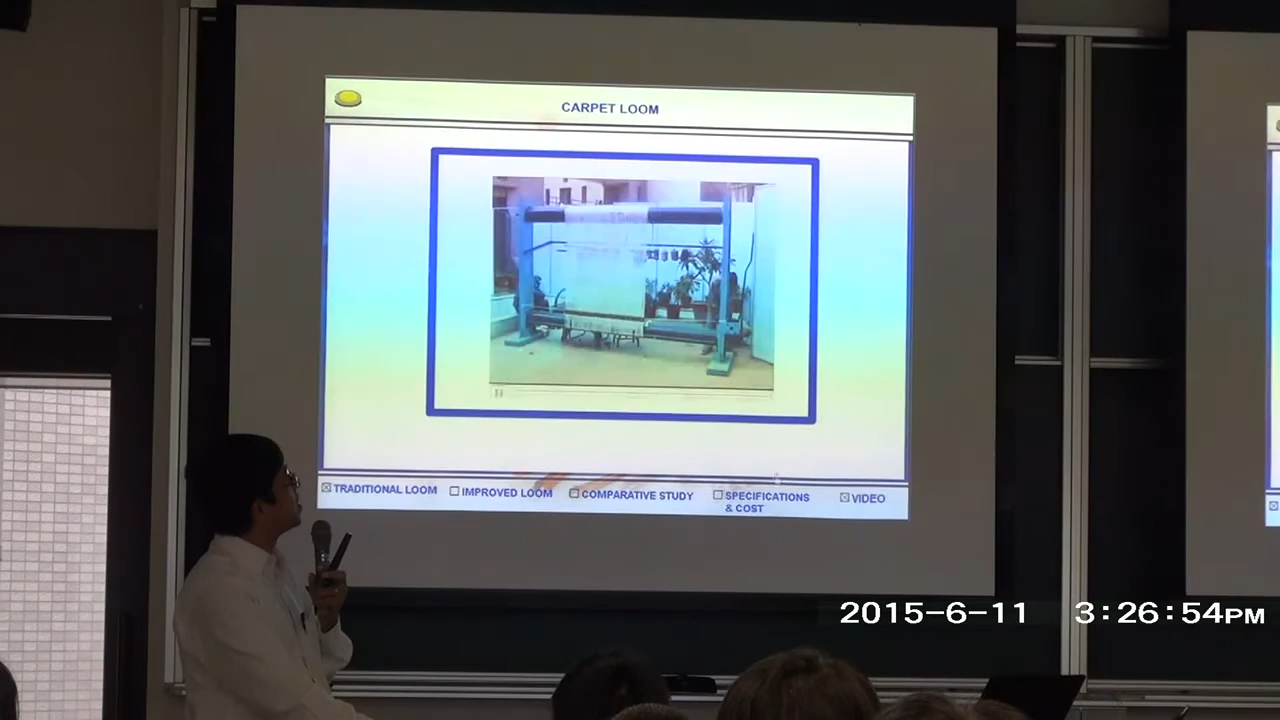 CARPET LOOM
TRADITIONAL LOOM
IMPROVED LOOM
COMPARATIVE STUDY
SPECIFICATIONS
& COST
VIDEO
2015-6-11 3:26:54PM